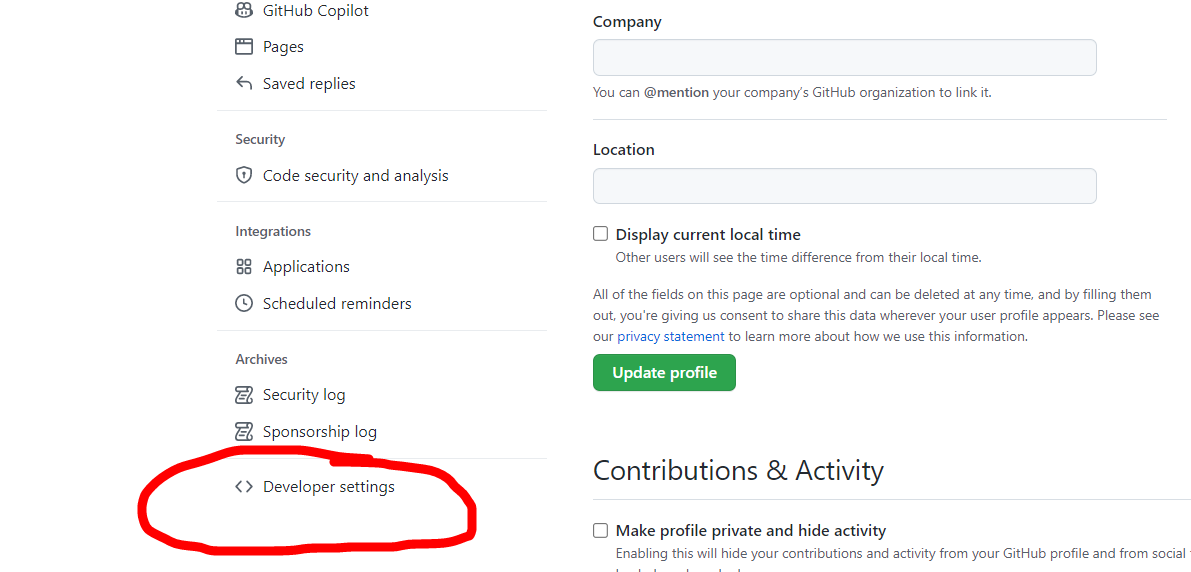 GitHub Copilot
Pages
Saved replies
Security
Code security and analysis
Integrations
Applications
Scheduled reminders
Archives
Security log
Sponsorship log
Developer settings
Company
You can @mention your company's GitHub organization to link it.
Location
Display current local time
Other users will see the time difference from their local time.
All of the fields on this page are optional and can be deleted at any time, and by filling them
out, you're giving us consent to share this data wherever your user profile appears. Please see
our privacy statement to learn more about how we use this information.
Update profile
Contributions & Activity
Make profile private and hide activity
Enabling this will hide your contributions and activity from your GitHub profile and from social